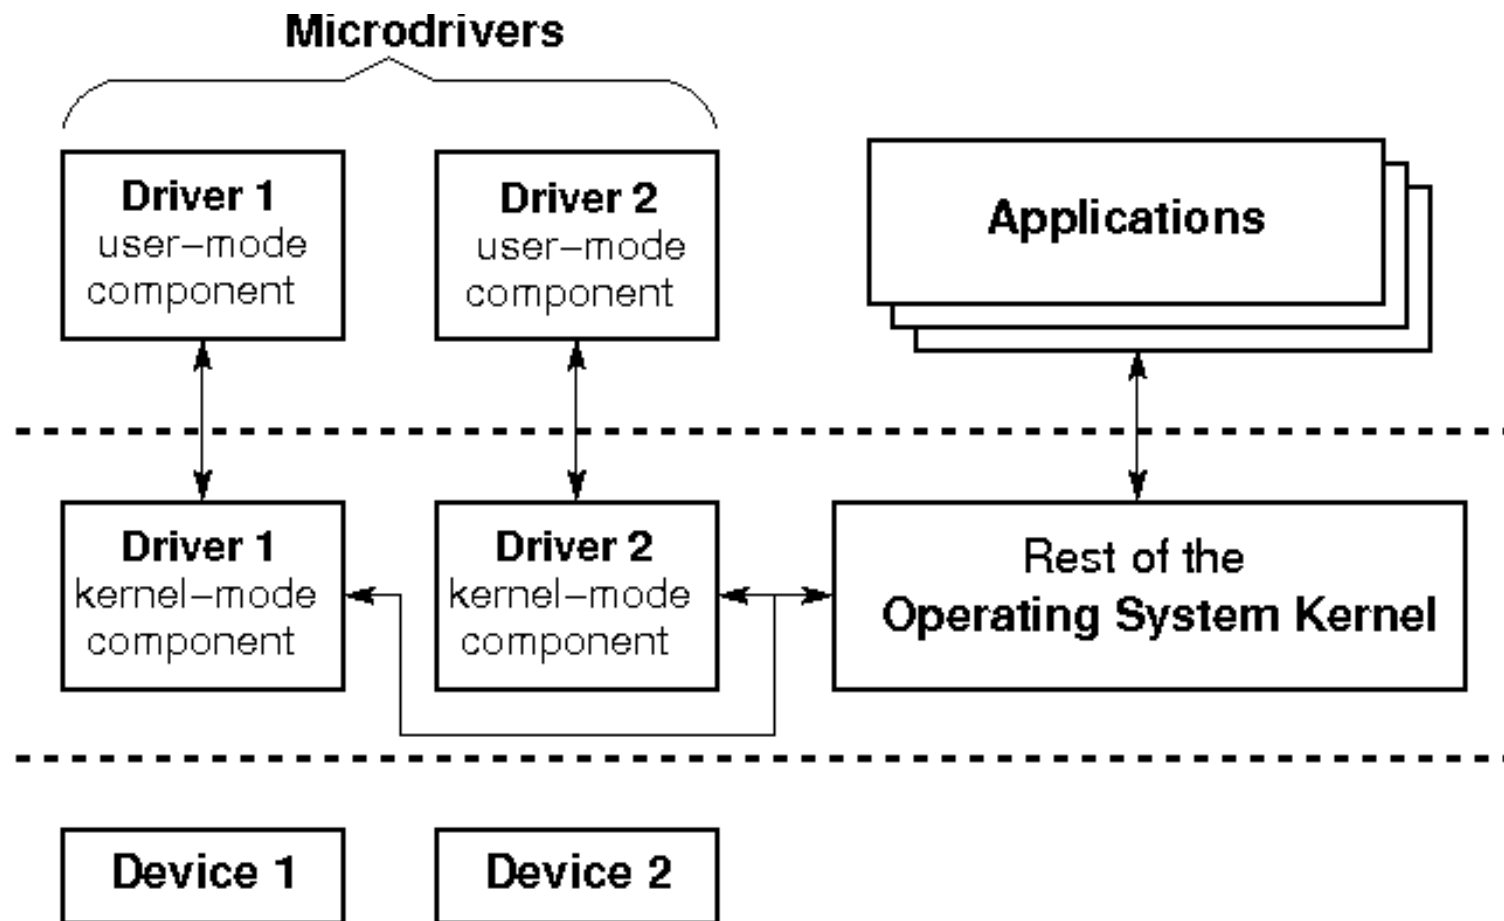 Microdrivers
Driver 1
user−mode
component
Driver 2
user−mode
component
Applications
Driver 1
kernel−mode
component
Driver 2
kernel−mode
component
Rest of the
Operating System Kernel
Device 1
Device 2